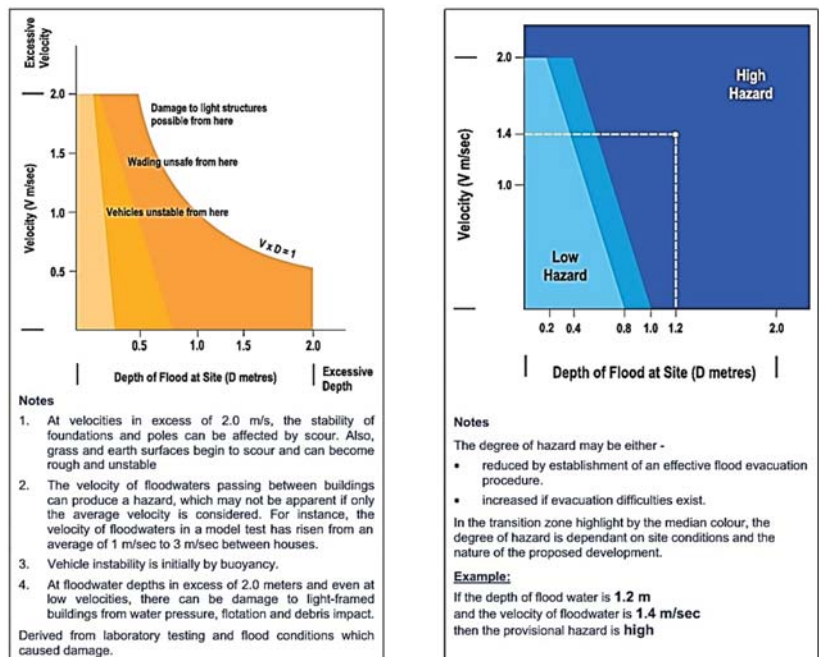 Excessive
Velocity
2.0
1.5
1.0
0.5
Velocity (V m/sec)
Damage to light structures
possible from here
Wading unsafe from here
Vehicles unstable from here
V x D = 1
0.5
1.0
1.5
2.0
Depth of Flood at Site (D metres)
Excessive
Depth
Notes
1. At velocities in excess of 2.0 m/s, the stability of
foundations and poles can be affected by scour. Also,
grass and earth surfaces begin to scour and can become
rough and unstable
2. The velocity of floodwaters passing between buildings
can produce a hazard, which may not be apparent if only
the average velocity is considered. For instance, the
velocity of floodwaters in a model test has risen from an
average of 1 m/sec to 3 m/sec between houses.
3. Vehicle instability is initially by buoyancy.
4. At floodwater depths in excess of 2.0 meters and even at
low velocities, there can be damage to light-framed
buildings from water pressure, flotation and debris impact.
Derived from laboratory testing and flood conditions which
caused damage.
2.0
1.4
1.0
Velocity (V m/sec)
High
Hazard
Low
Hazard
0.2
0.4
0.8
1.0
1.2
2.0
Depth of Flood at Site (D metres)
Notes
The degree of hazard may be either -
• reduced by establishment of an effective flood evacuation
procedure.
• increased if evacuation difficulties exist.
In the transition zone highlight by the median colour, the
degree of hazard is dependant on site conditions and the
nature of the proposed development.
Example:
If the depth of flood water is 1.2 m
and the velocity of floodwater is 1.4 m/sec
then the provisional hazard is high